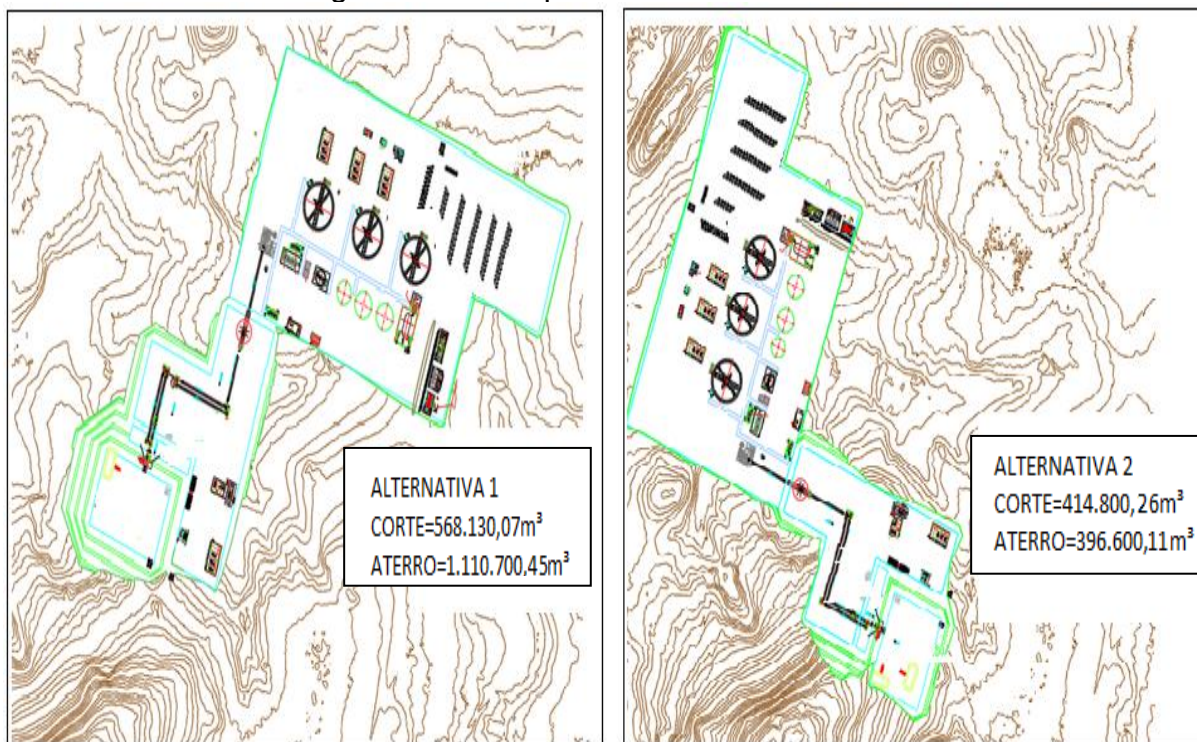 ALTERNATIVA 1
CORTE=568.130,07m³
ATERRO=1.110.700,45m³
ALTERNATIVA 2
CORTE=414.800,26m³
ATERRO=396.600,11m³